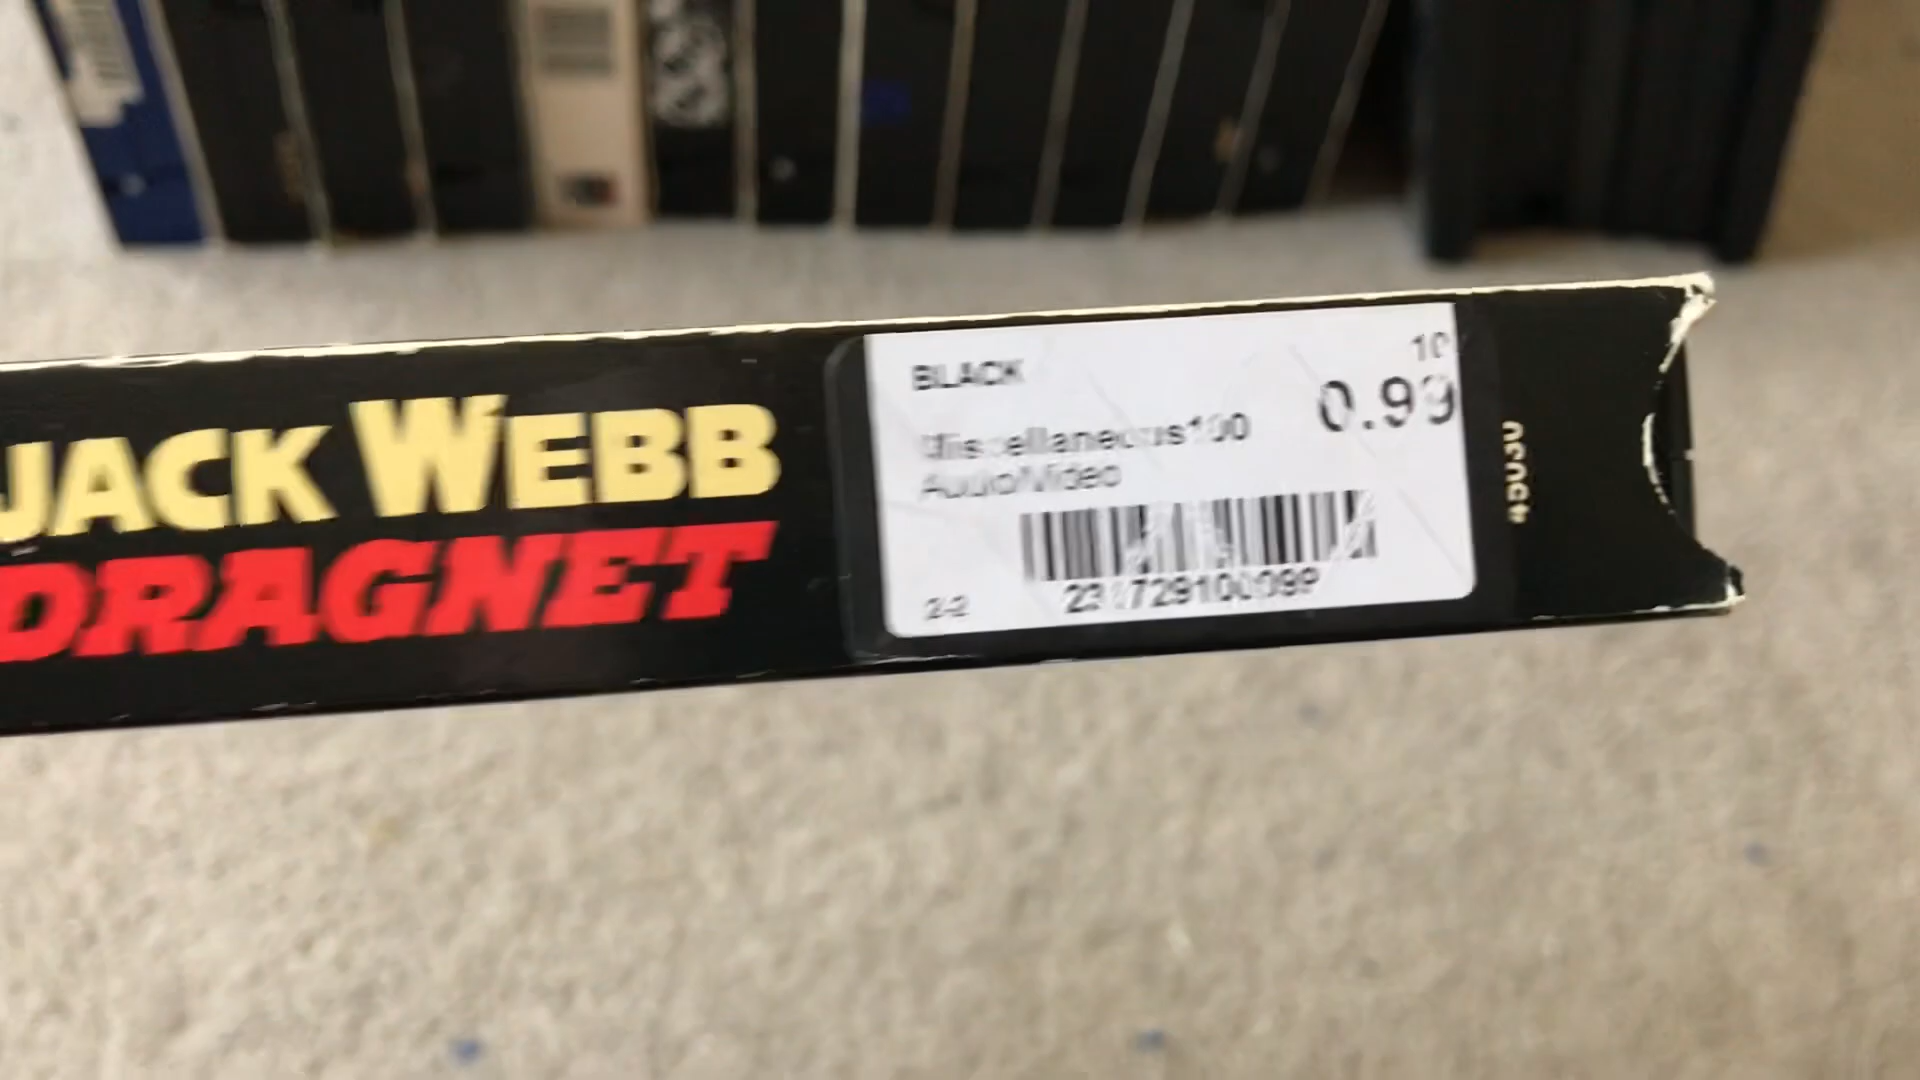 JACK WEBB
DRAGNET
BLACK
10
0.99
Miscellaneous100
Audio/Video
2-2